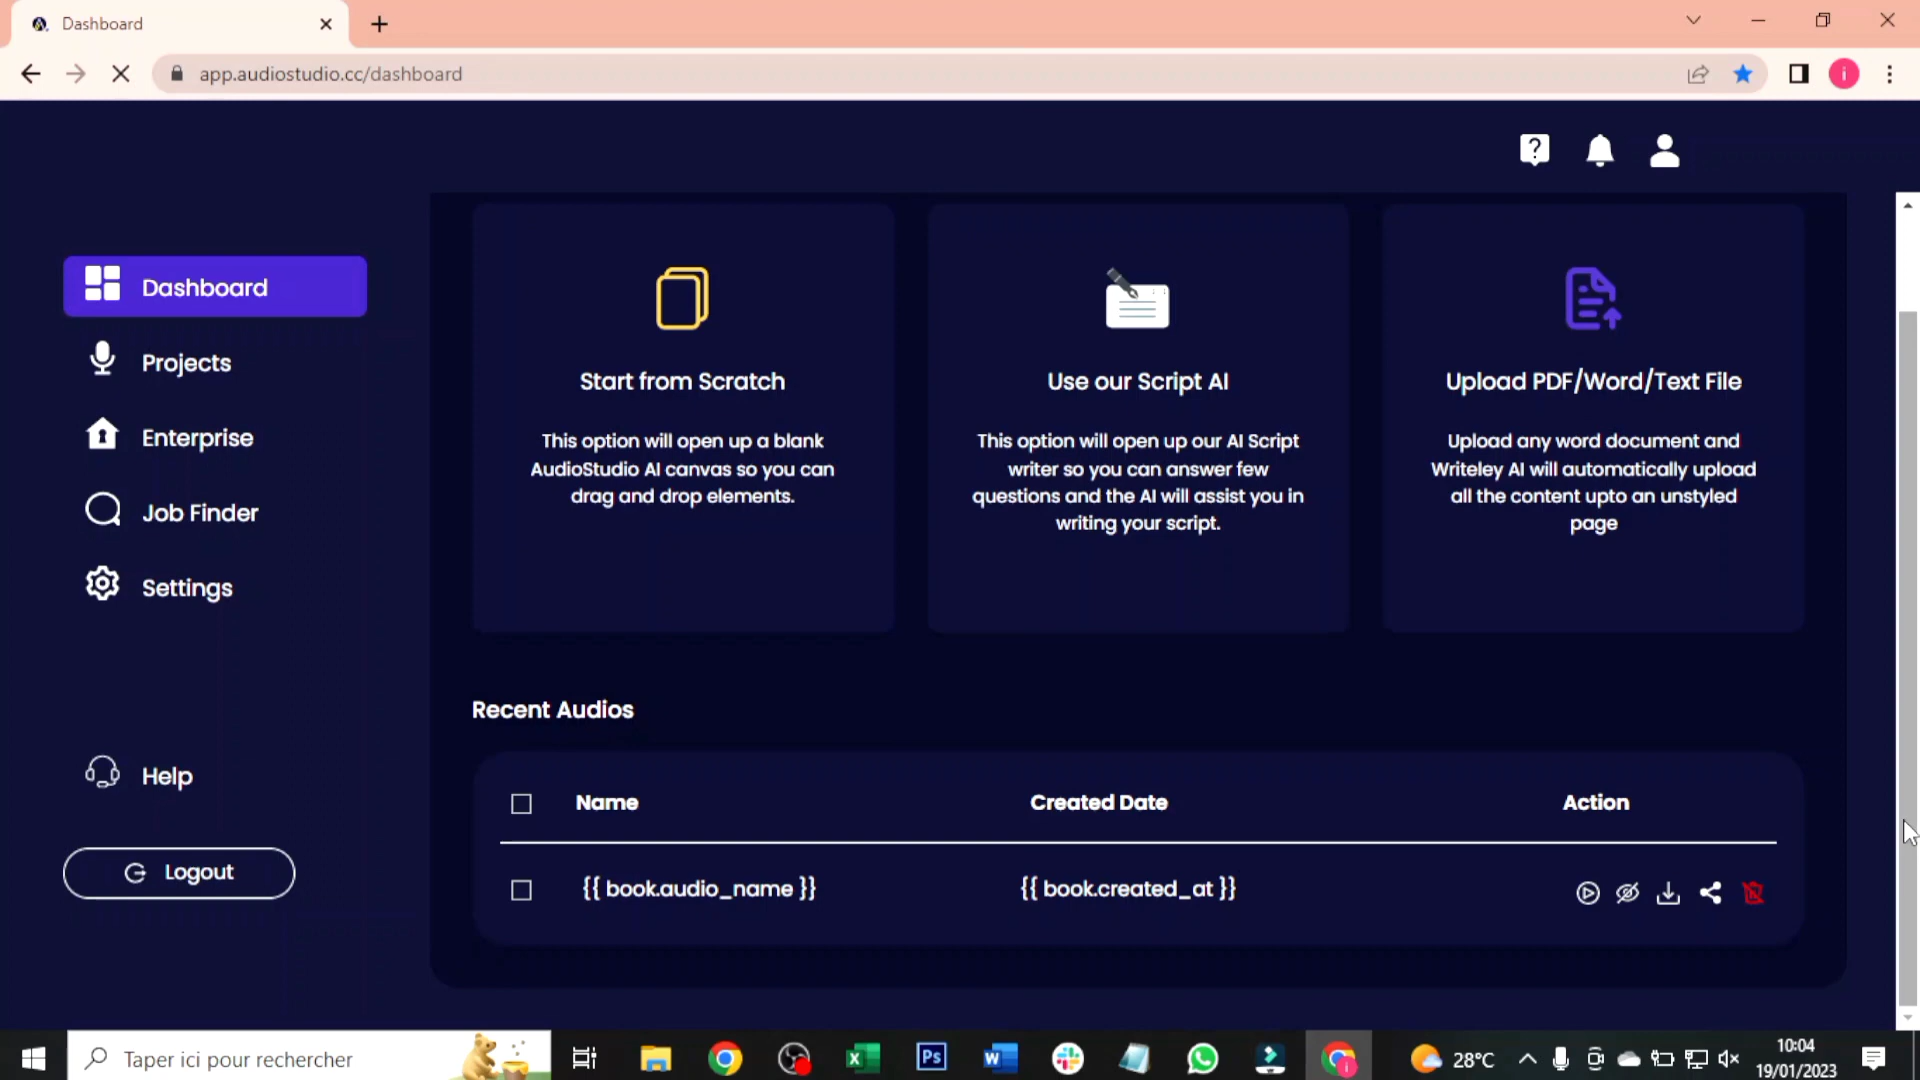 Dashboard
app.audiostudio.cc/dashboard
i
Dashboard
Projects
Enterprise
Job Finder
Settings
Help
Logout
Start from Scratch
This option will open up a blank
AudioStudio AI canvas so you can
drag and drop elements.
Use our Script AI
This option will open up our AI Script
writer so you can answer few
questions and the AI will assist you in
writing your script.
Upload PDF/Word/Text File
Upload any word document and
Writeley AI will automatically upload
all the content upto an unstyled
page
Recent Audios
Name Created Date Action
{{ book.audio_name }} {{ book.created_at }}
Taper ici pour rechercher
Ps
28°C
10:04
19/01/2023